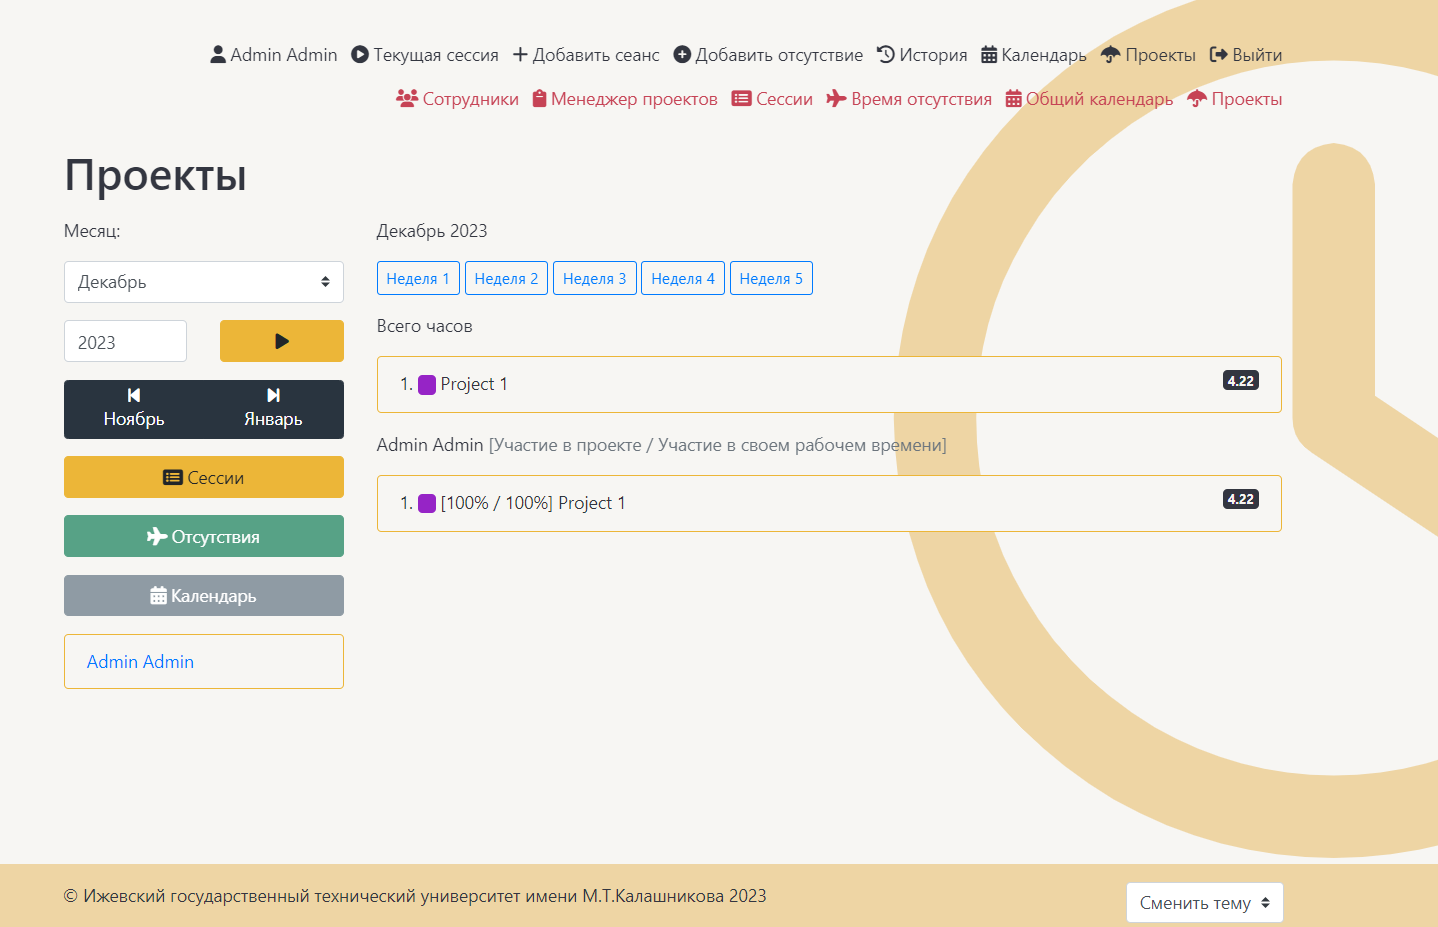 Admin Admin Текущая сессия Добавить сеанс Добавить отсутствие История Календарь Проекты Выйти
Сотрудники Менеджер проектов Сессии Время отсутствия Общий календарь Проекты
Проекты
Месяц:
Декабрь
2023
Ноябрь Январь
Сессии
Отсутствия
Календарь
Admin Admin
Декабрь 2023
Неделя 1 Неделя 2 Неделя 3 Неделя 4 Неделя 5
Всего часов
1. Project 1 4.22
Admin Admin [Участие в проекте / Участие в своем рабочем времени]
1. [100% / 100%] Project 1 4.22
© Ижевский государственный технический университет имени М.Т.Калашникова 2023
Сменить тему